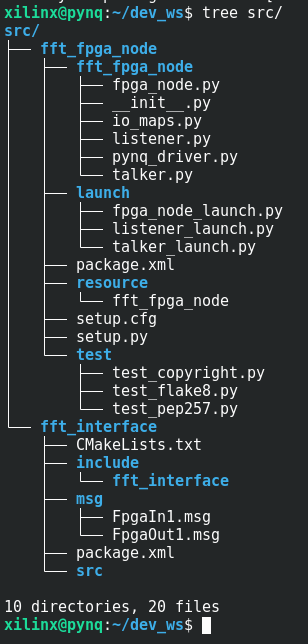 xilinx@pynq:~/dev_ws$ tree src/
src/
├── fft_fpga_node
│   ├── fft_fpga_node
│   │   ├── fpga_node.py
│   │   ├── __init__.py
│   │   ├── io_maps.py
│   │   ├── listener.py
│   │   ├── pynq_driver.py
│   │   └── talker.py
│   ├── launch
│   │   ├── fpga_node_launch.py
│   │   ├── listener_launch.py
│   │   └── talker_launch.py
│   ├── package.xml
│   ├── resource
│   │   └── fft_fpga_node
│   ├── setup.cfg
│   ├── setup.py
│   └── test
│       ├── test_copyright.py
│       ├── test_flake8.py
│       └── test_pep257.py
└── fft_interface
    ├── CMakeLists.txt
    ├── include
    │   └── fft_interface
    ├── msg
    │   ├── FpgaIn1.msg
    │   └── FpgaOut1.msg
    ├── package.xml
    └── src

10 directories, 20 files
xilinx@pynq:~/dev_ws$